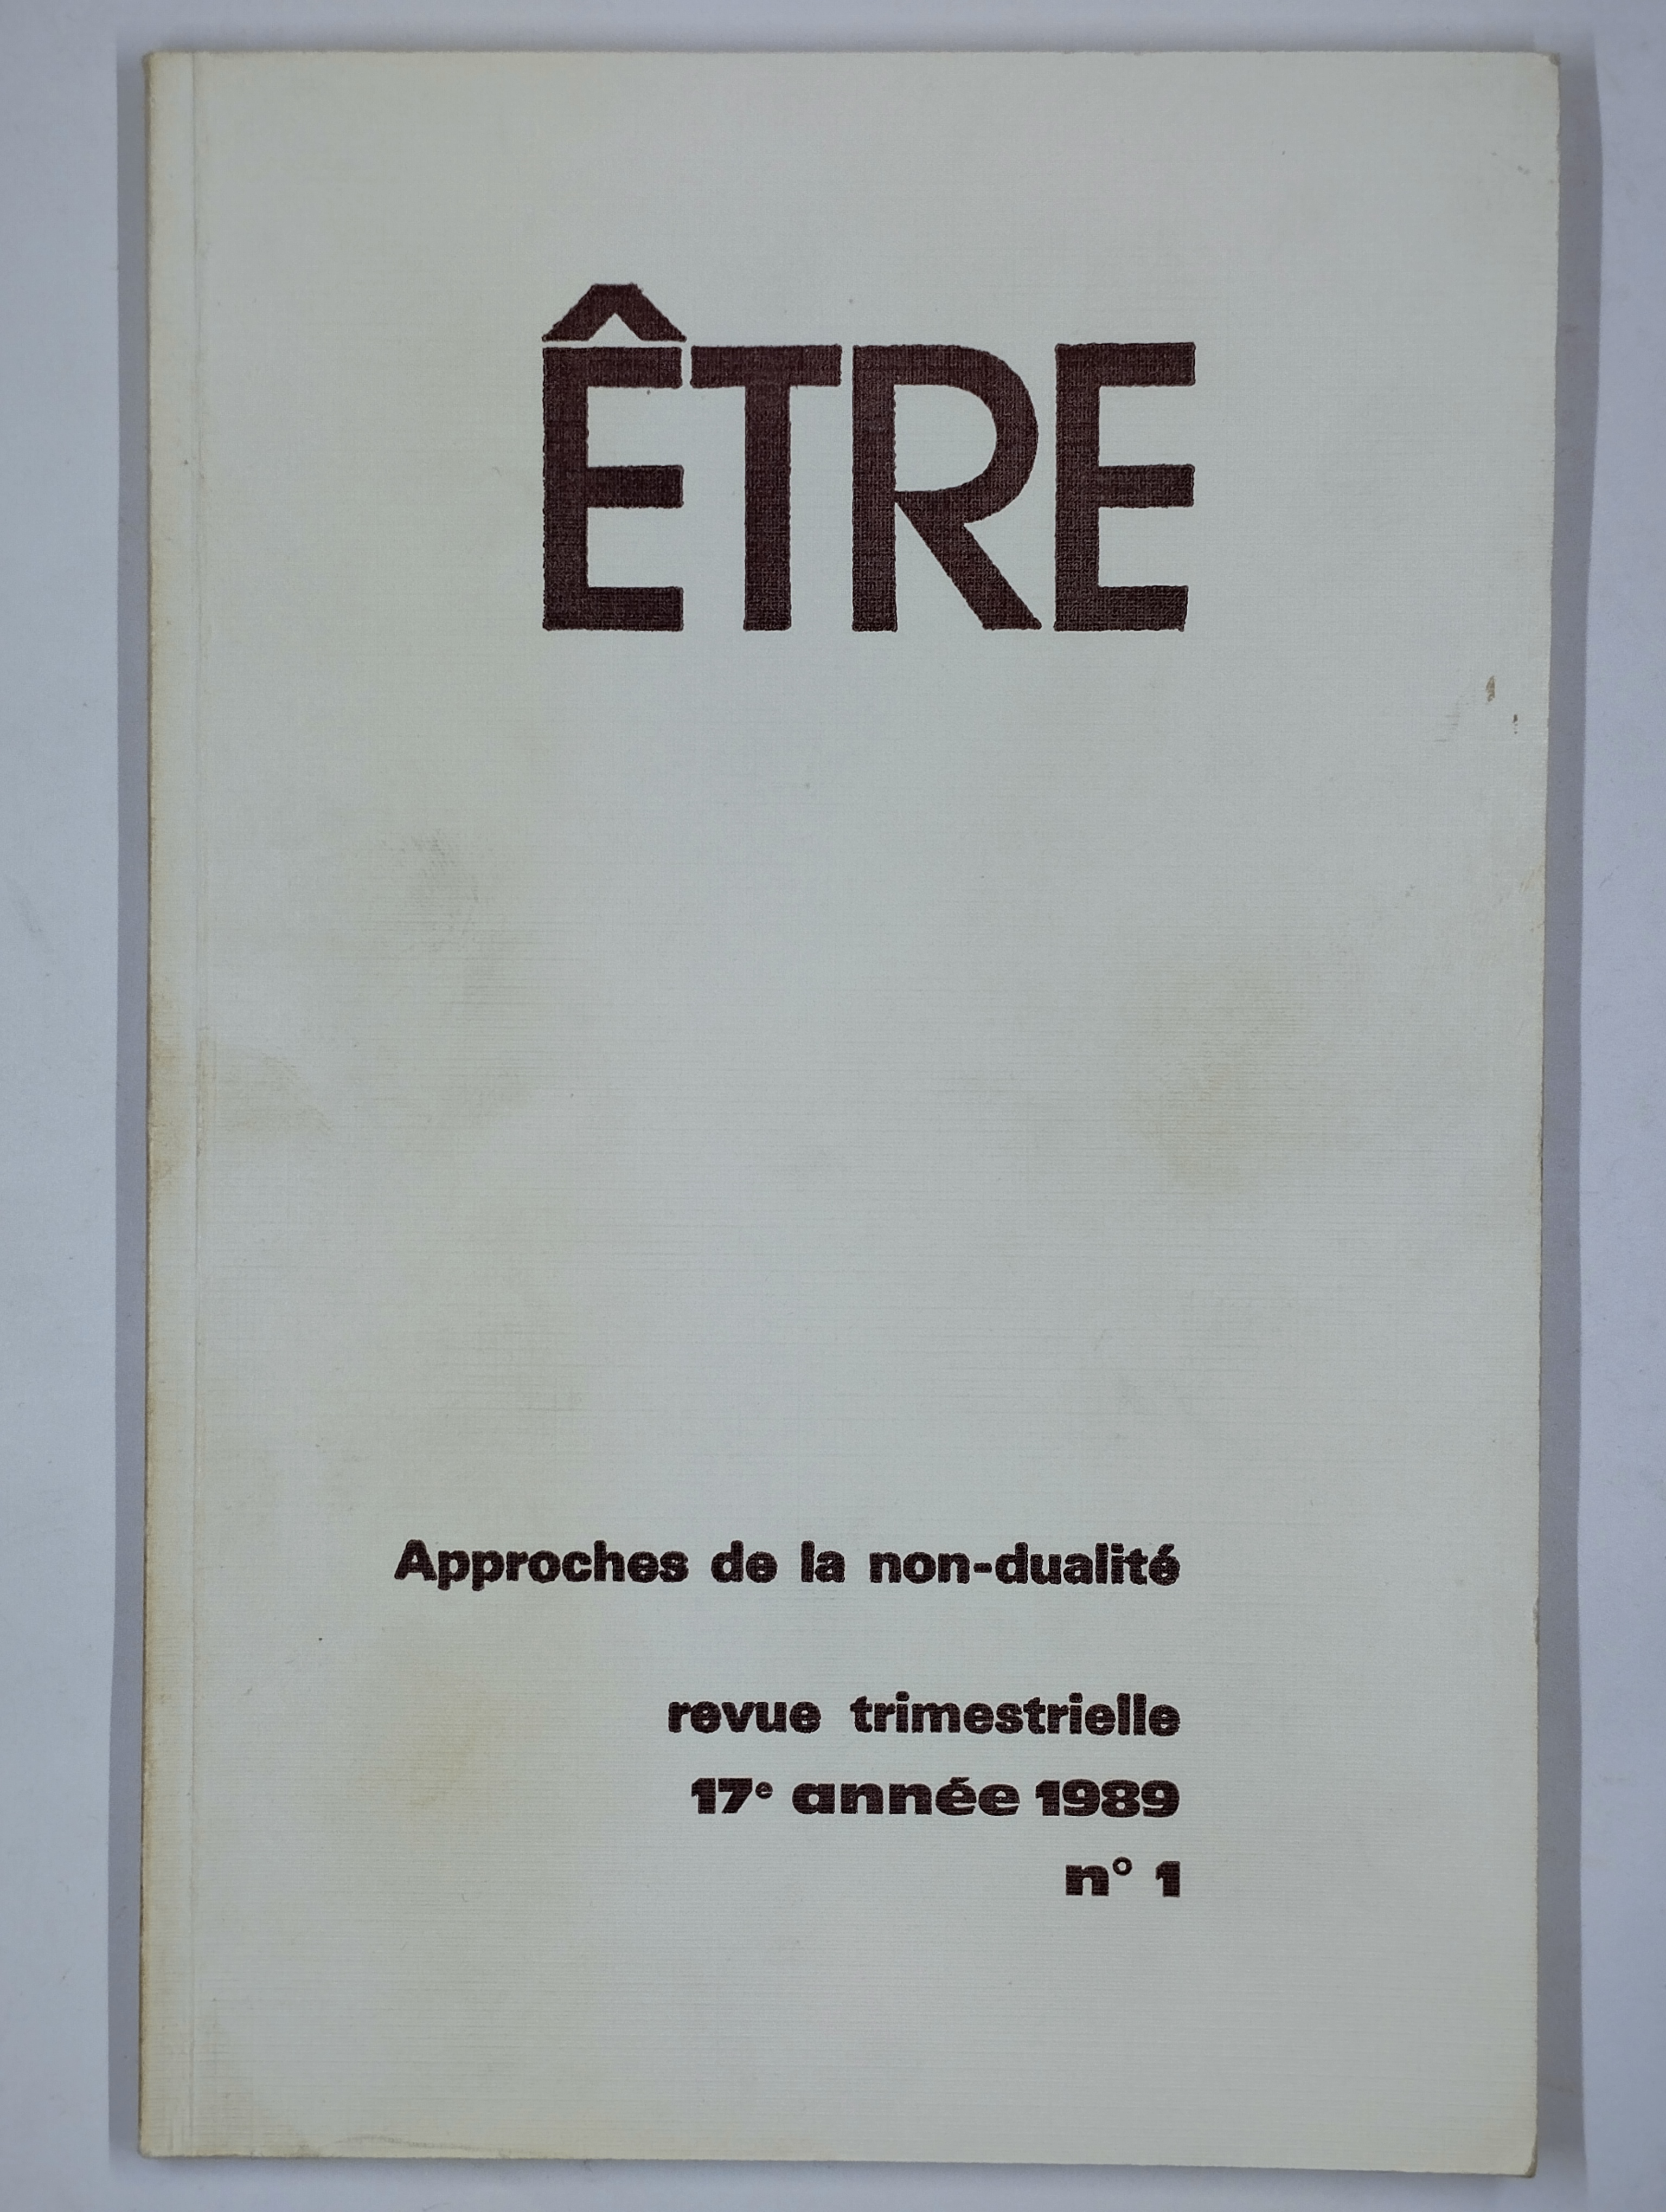 ÊTRE
Approches de la non-dualité
revue trimestrielle
17e année 1989
n° 1